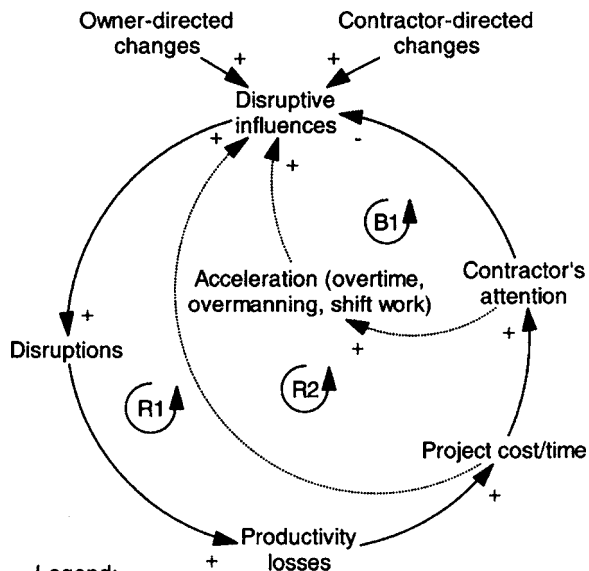 Owner-directed
changes
Contractor-directed
changes
+
+
Disruptive
influences
+
-
+
B1
Acceleration (overtime,
overmanning, shift work)
Contractor's
attention
+
+
+
Disruptions
R1
R2
Project cost/time
+
Productivity
losses
+
Legend: